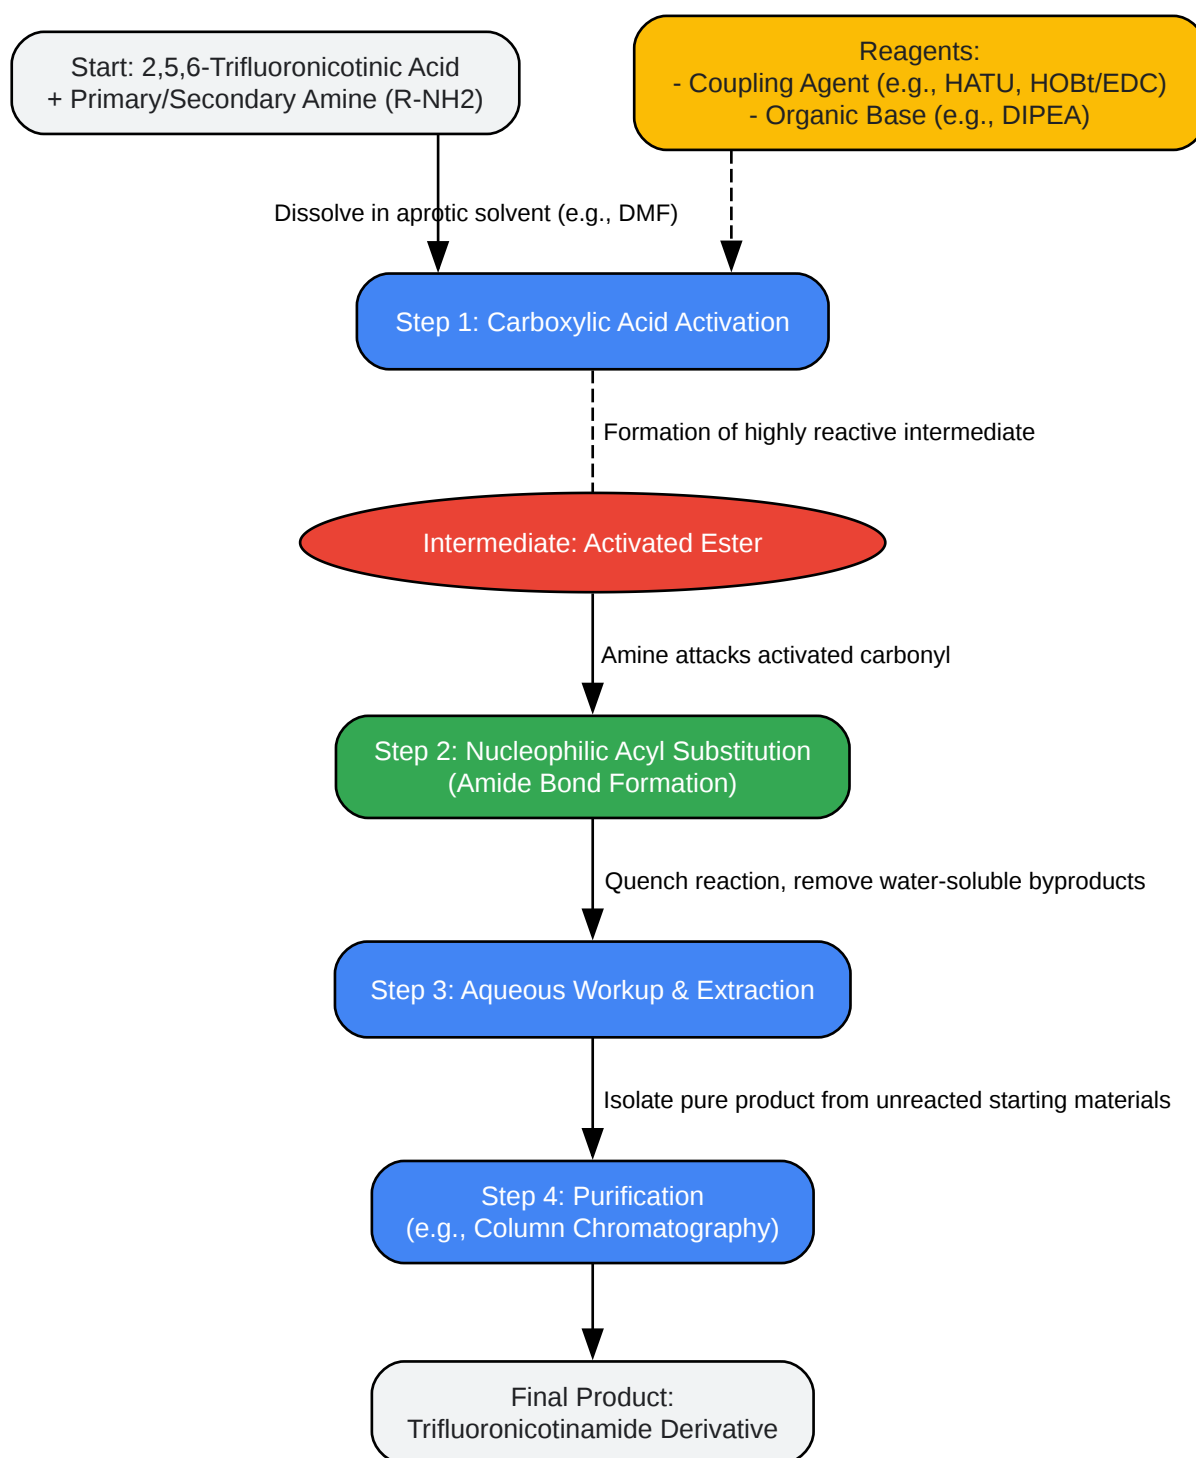 Start: 2,5,6-Trifluoronicotinic Acid
+ Primary/Secondary Amine (R-NH2)
Reagents:
- Coupling Agent (e.g., HATU, HOBt/EDC)
- Organic Base (e.g., DIPEA)
Dissolve in aprotic solvent (e.g., DMF)
Step 1: Carboxylic Acid Activation
Formation of highly reactive intermediate
Intermediate: Activated Ester
Amine attacks activated carbonyl
Step 2: Nucleophilic Acyl Substitution
(Amide Bond Formation)
Quench reaction, remove water-soluble byproducts
Step 3: Aqueous Workup & Extraction
Isolate pure product from unreacted starting materials
Step 4: Purification
(e.g., Column Chromatography)
Final Product:
Trifluoronicotinamide Derivative